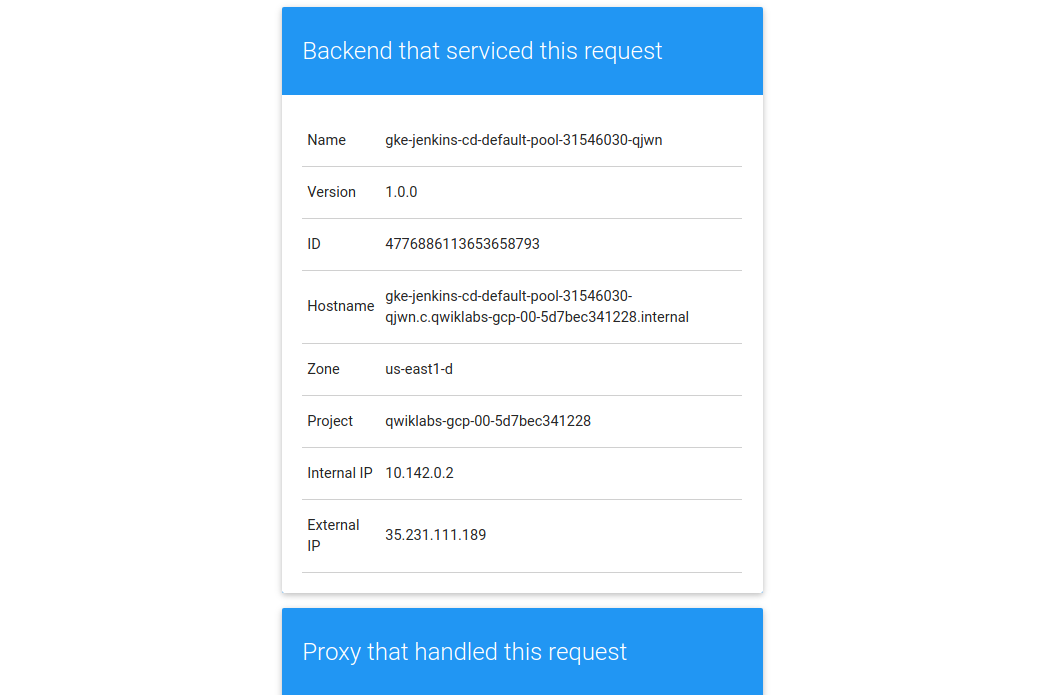 Backend that serviced this request
Name gke-jenkins-cd-default-pool-31546030-qjwn
Version 1.0.0
ID 4776886113653658793
Hostname gke-jenkins-cd-default-pool-31546030-
qjwn.c.qwiklabs-gcp-00-5d7bec341228.internal
Zone us-east1-d
Project qwiklabs-gcp-00-5d7bec341228
Internal IP 10.142.0.2
External
IP 35.231.111.189
Proxy that handled this request